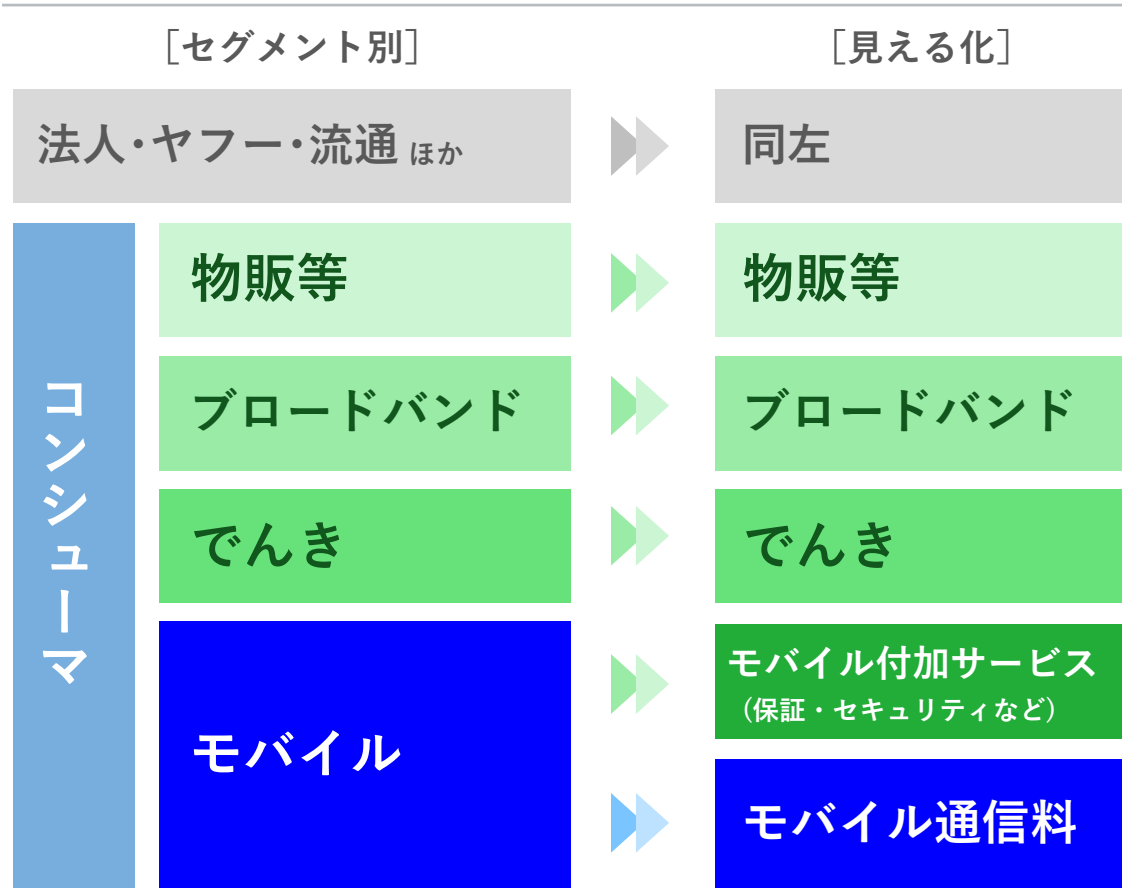 ［セグメント別］
［見える化］
法人・ヤフー・流通 ほか
同左
コンシューマ
物販等
物販等
ブロードバンド
ブロードバンド
でんき
でんき
モバイル
モバイル付加サービス
（保証・セキュリティなど）
モバイル通信料